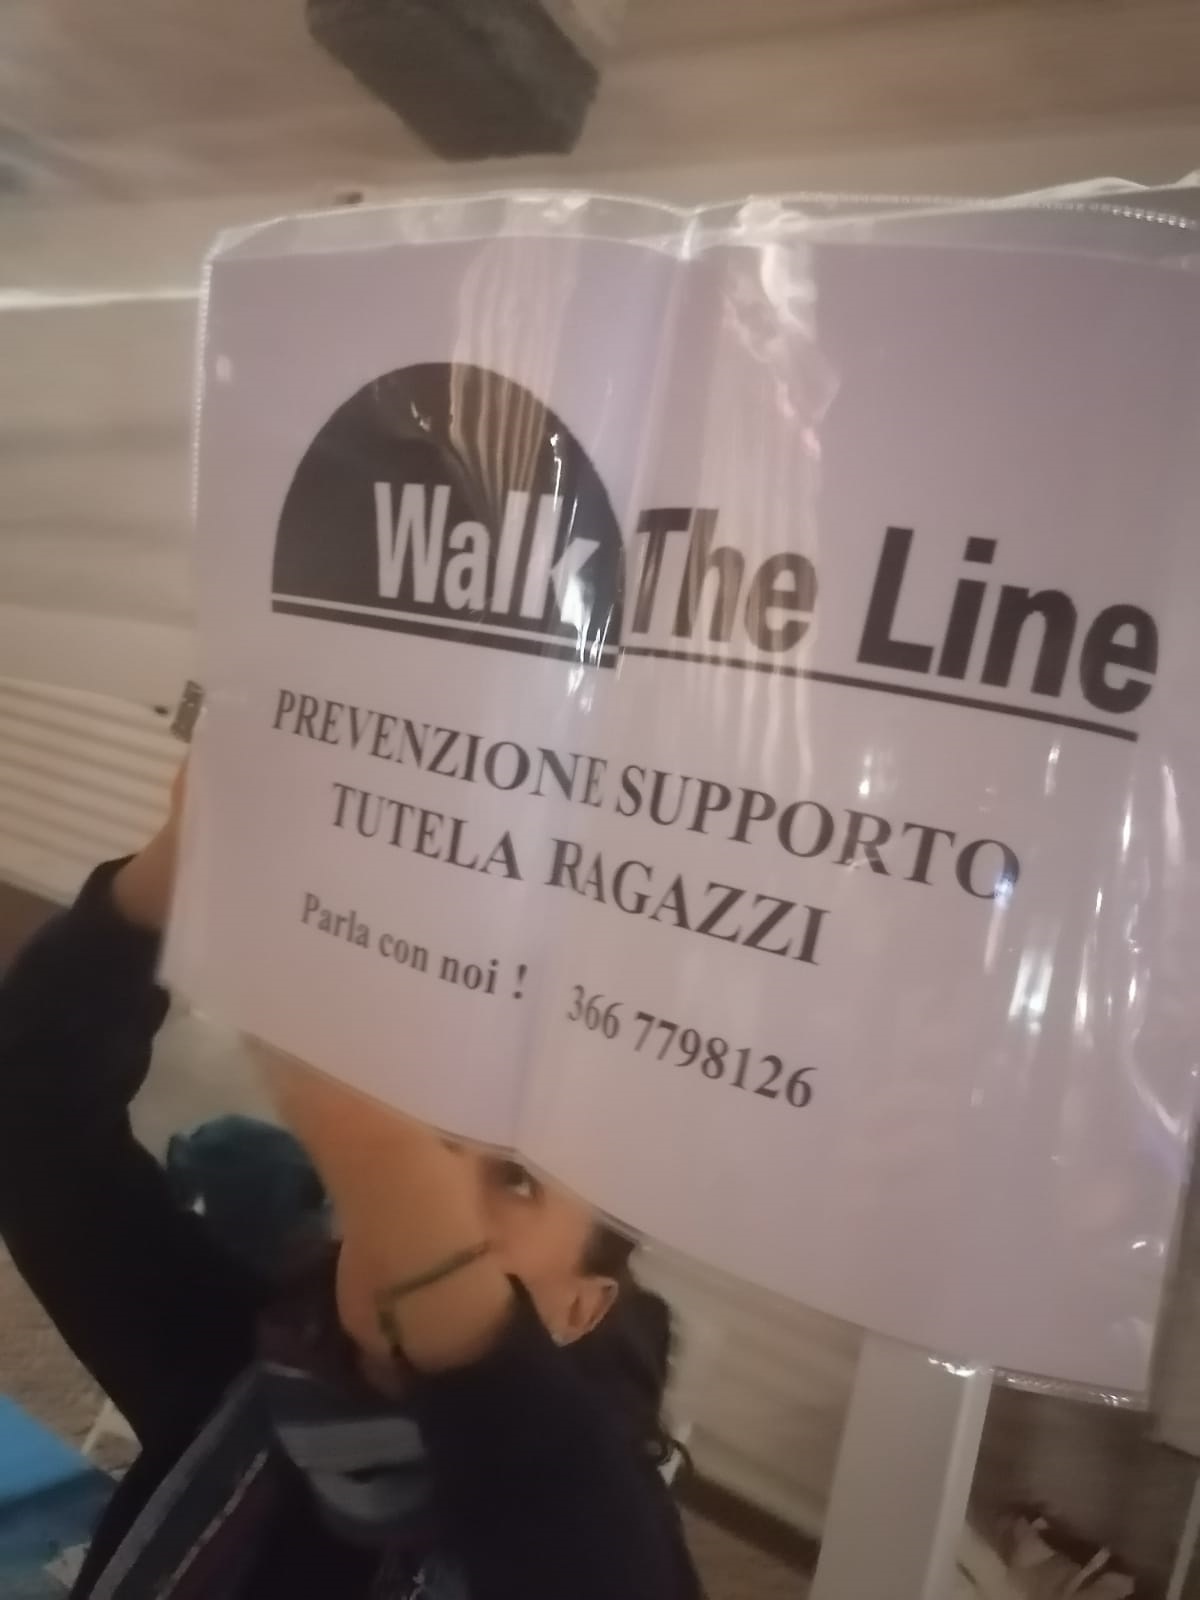 Walk The Line
PREVENZIONE SUPPORTO
TUTELA RAGAZZI
Parla con noi ! 366 7798126